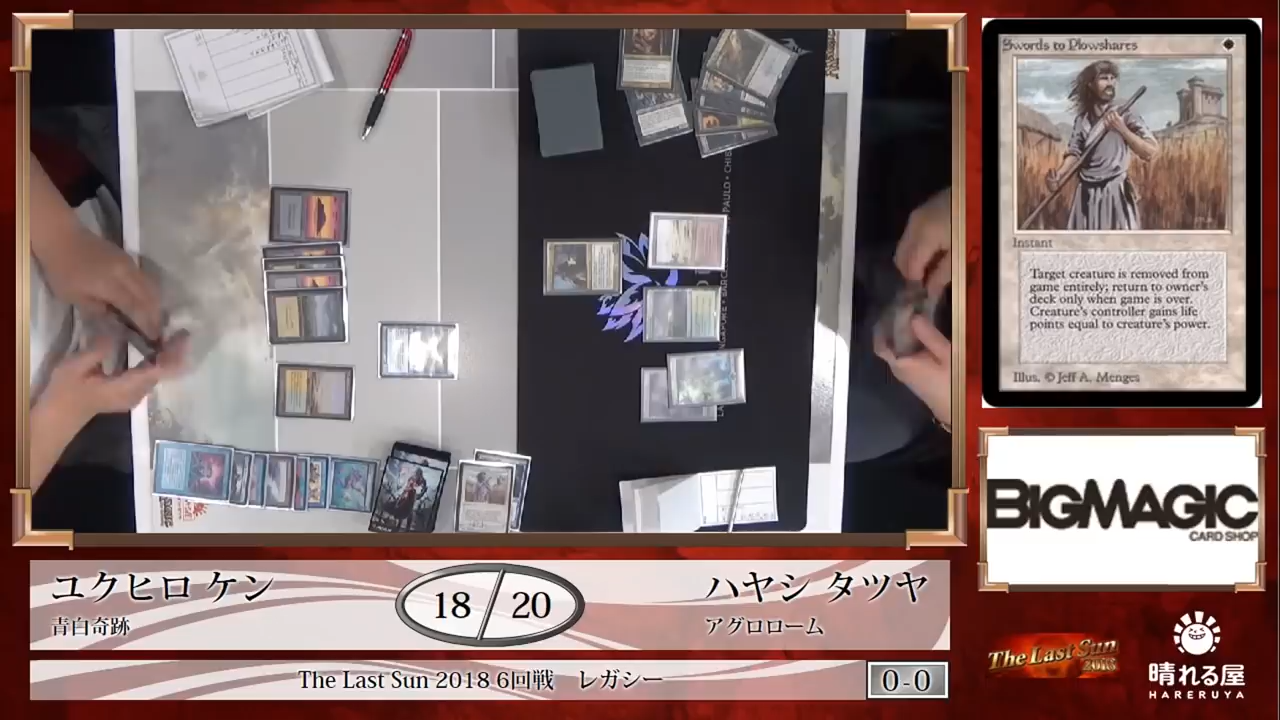 Swords to Plowshares
Instant
Target creature is removed from
game entirely; return to owner's
deck only when game is over.
Creature's controller gains life
points equal to creature's power.
Illus. © Jeff A. Menges
BIGMAGIC
CARD SHOP
ユクヒロ ケン
青白奇跡
18 / 20
ハヤシ タツヤ
アグロローム
The Last Sun 2018 6回戦 レガシー
0-0
The Last Sun
2018
晴れる屋
HARERUYA